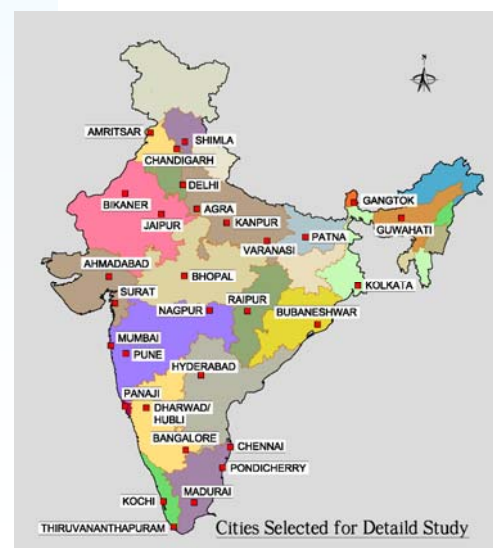 N
AMRITSAR
SHIMLA
CHANDIGARH
DELHI
BIKANER
AGRA
GANGTOK
JAIPUR
KANPUR
GUWAHATI
VARANASI
PATNA
AHMADABAD
BHOPAL
KOLKATA
SURAT
RAIPUR
NAGPUR
BUBANESHWAR
MUMBAI
PUNE
HYDERABAD
PANAJI
DHARWAD/
HUBLI
BANGALORE
CHENNAI
PONDICHERRY
KOCHI
MADURAI
THIRUVANANTHAPURAM
Cities Selected for Detaild Study